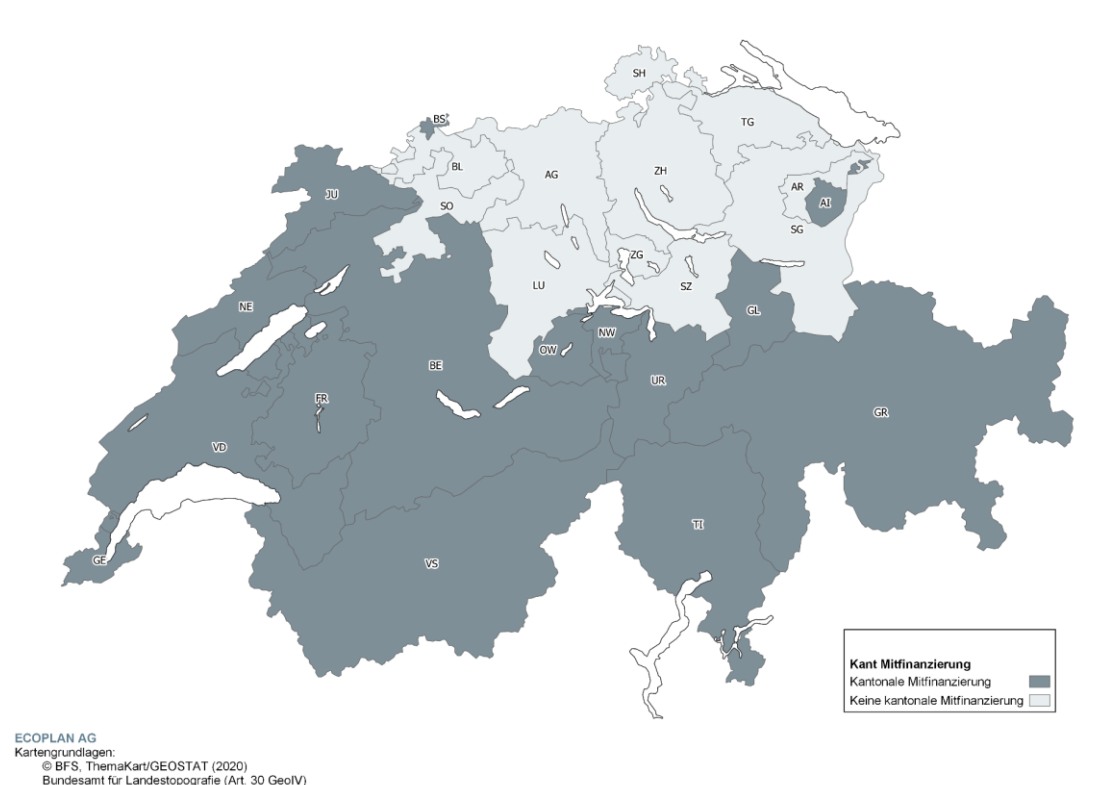 SH
BS
TG
BL
AG
ZH
JU
AR
AI
SO
SG
ZG
LU
SZ
NE
GL
NW
OW
BE
UR
FR
GR
VD
TI
GE
VS
Kant Mitfinanzierung
Kantonale Mitfinanzierung
Keine kantonale Mitfinanzierung
ECOPLAN AG
Kartengrundlagen:
© BFS, ThemaKart/GEOSTAT (2020)
Bundesamt für Landestopografie (Art. 30 GeoIV)